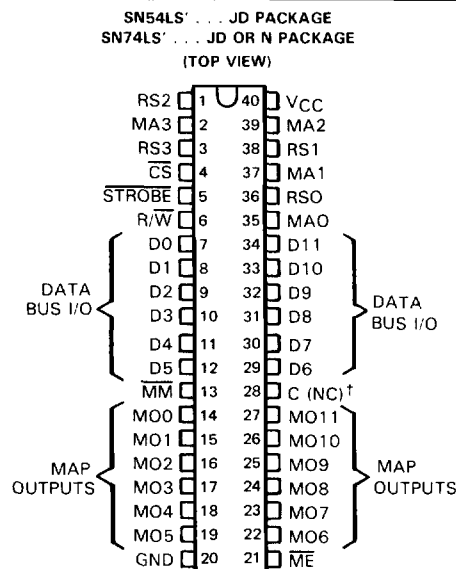 SN54LS' . . . JD PACKAGE
SN74LS' . . . JD OR N PACKAGE
(TOP VIEW)
RS2 1 40 VCC
MA3 2 39 MA2
RS3 3 38 RS1
CS 4 37 MA1
STROBE 5 36 RS0
R/W 6 35 MA0
D0 7 34 D11
D1 8 33 D10
D2 9 32 D9
DATA BUS I/O
D3 10 31 D8
DATA BUS I/O
D4 11 30 D7
D5 12 29 D6
MM 13 28 C (NC)†
MO0 14 27 MO11
MO1 15 26 MO10
MO2 16 25 MO9
MAP OUTPUTS
MO3 17 24 MO8
MAP OUTPUTS
MO4 18 23 MO7
MO5 19 22 MO6
GND 20 21 ME